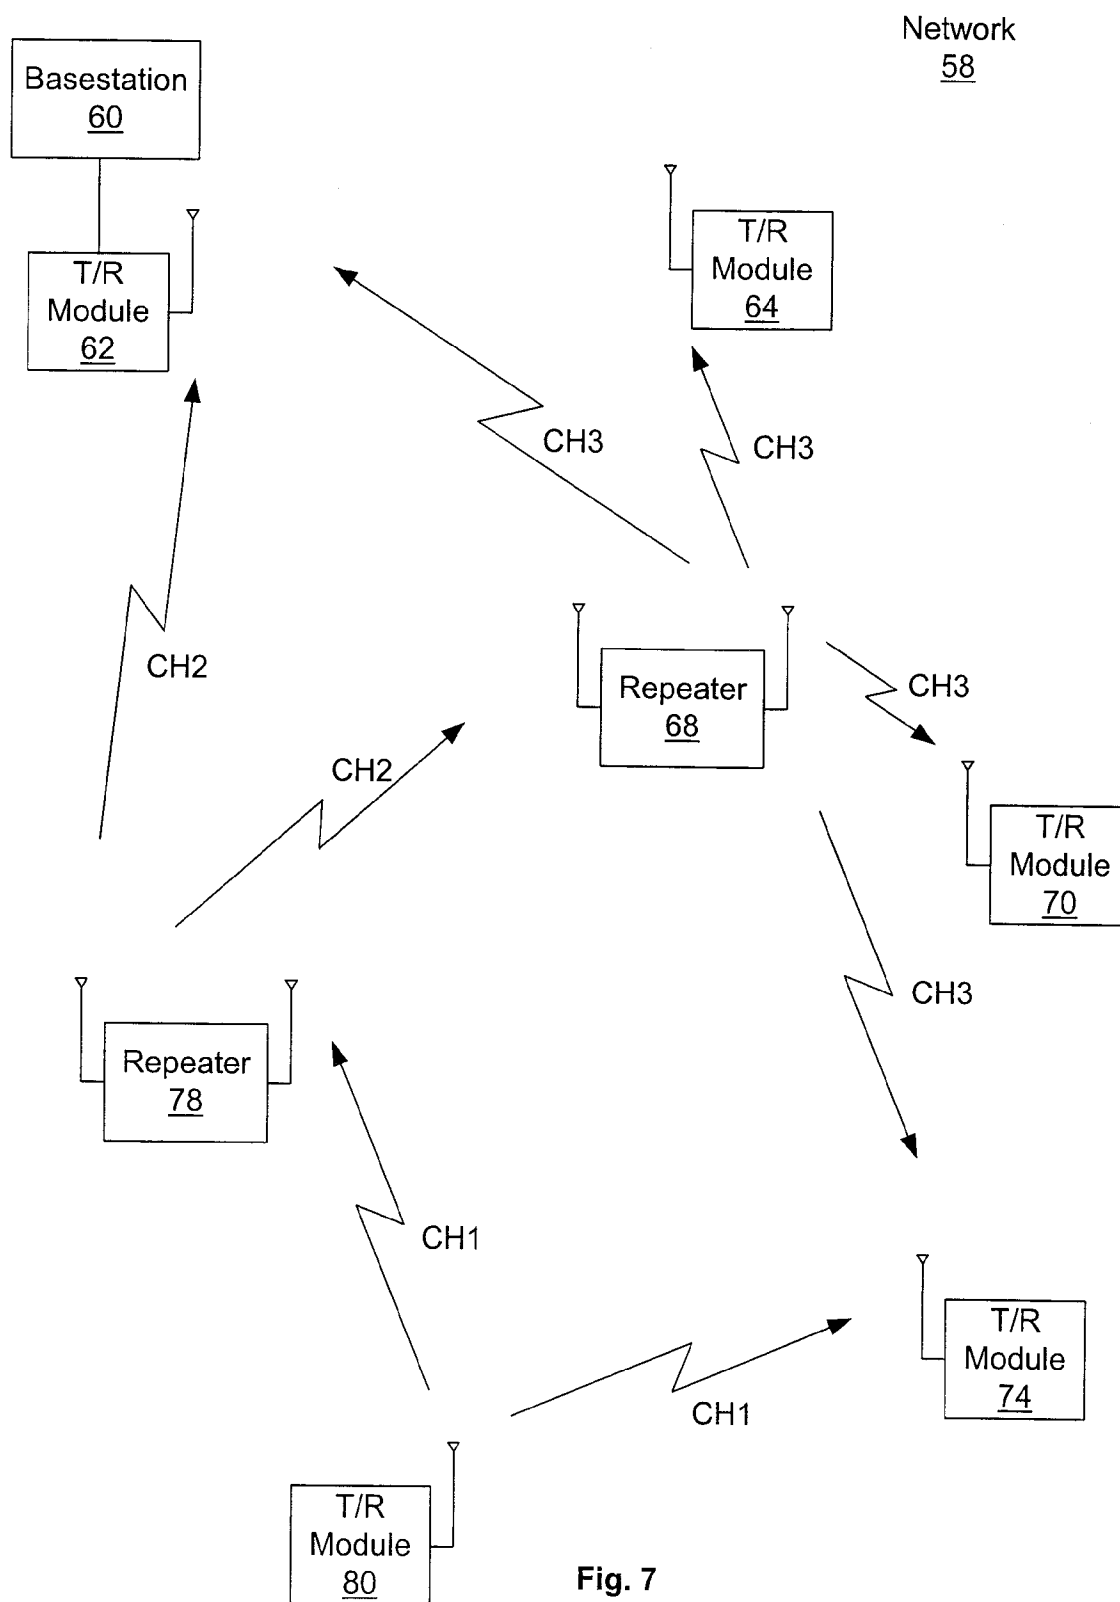 Network
58
Basestation
60
T/R
Module
62
T/R
Module
64
CH3
CH3
CH2
Repeater
68
CH3
CH2
T/R
Module
70
CH3
Repeater
78
CH1
T/R
Module
74
CH1
T/R
Module
80
Fig. 7